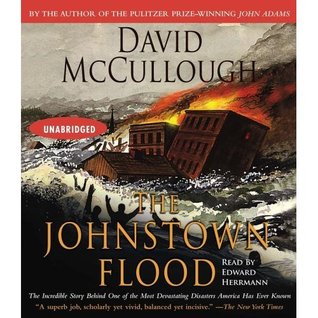 BY THE AUTHOR OF THE PULITZER PRIZE-WINNING JOHN ADAMS
DAVID
MCCULLOUGH
UNABRIDGED
THE
JOHNSTOWN
FLOOD
READ BY
EDWARD
HERRMANN
The Incredible Story Behind One of the Most Devastating Disasters America Has Ever Known
"A superb job, scholarly yet vivid, balanced yet incisive." —The New York Times